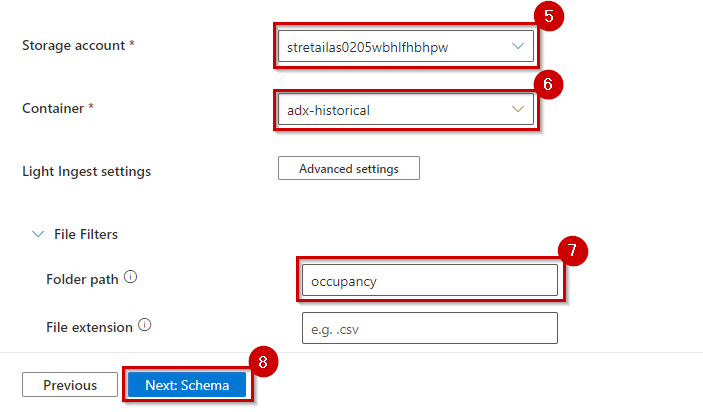 5
Storage account *
stretailas0205wbhlfhbhpw
6
Container *
adx-historical
Light Ingest settings
Advanced settings
File Filters
7
Folder path
occupancy
File extension
e.g. .csv
8
Previous
Next: Schema